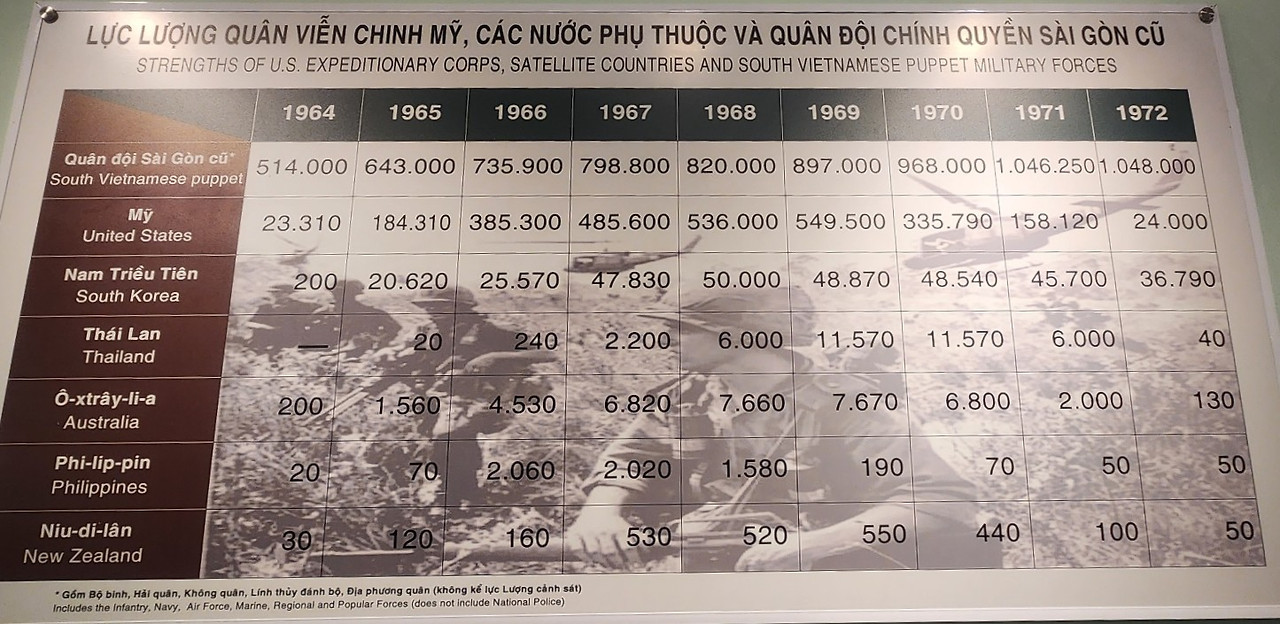 LỰC LƯỢNG QUÂN VIỄN CHINH MỸ, CÁC NƯỚC PHỤ THUỘC VÀ QUÂN ĐỘI CHÍNH QUYỀN SÀI GÒN CŨ
STRENGTHS OF U.S. EXPEDITIONARY CORPS, SATELLITE COUNTRIES AND SOUTH VIETNAMESE PUPPET MILITARY FORCES
1964 1965 1966 1967 1968 1969 1970 1971 1972
Quân đội Sài Gòn cũ*
South Vietnamese puppet
514.000 643.000 735.900 798.800 820.000 897.000 968.000 1.046.250 1.048.000
Mỹ
United States
23.310 184.310 385.300 485.600 536.000 549.500 335.790 158.120 24.000
Nam Triều Tiên
South Korea
200 20.620 25.570 47.830 50.000 48.870 48.540 45.700 36.790
Thái Lan
Thailand
— 20 240 2.200 6.000 11.570 11.570 6.000 40
Ô-xtrây-li-a
Australia
200 1.560 4.530 6.820 7.660 7.670 6.800 2.000 130
Phi-lip-pin
Philippines
20 70 2.060 2.020 1.580 190 70 50 50
Niu-di-lân
New Zealand
30 120 160 530 520 550 440 100 50
* Gồm Bộ binh, Hải quân, Không quân, Lính thủy đánh bộ, Địa phương quân (không kể lực Lượng cảnh sát)
Includes the Infantry, Navy, Air Force, Marine, Regional and Popular Forces (does not include National Police)